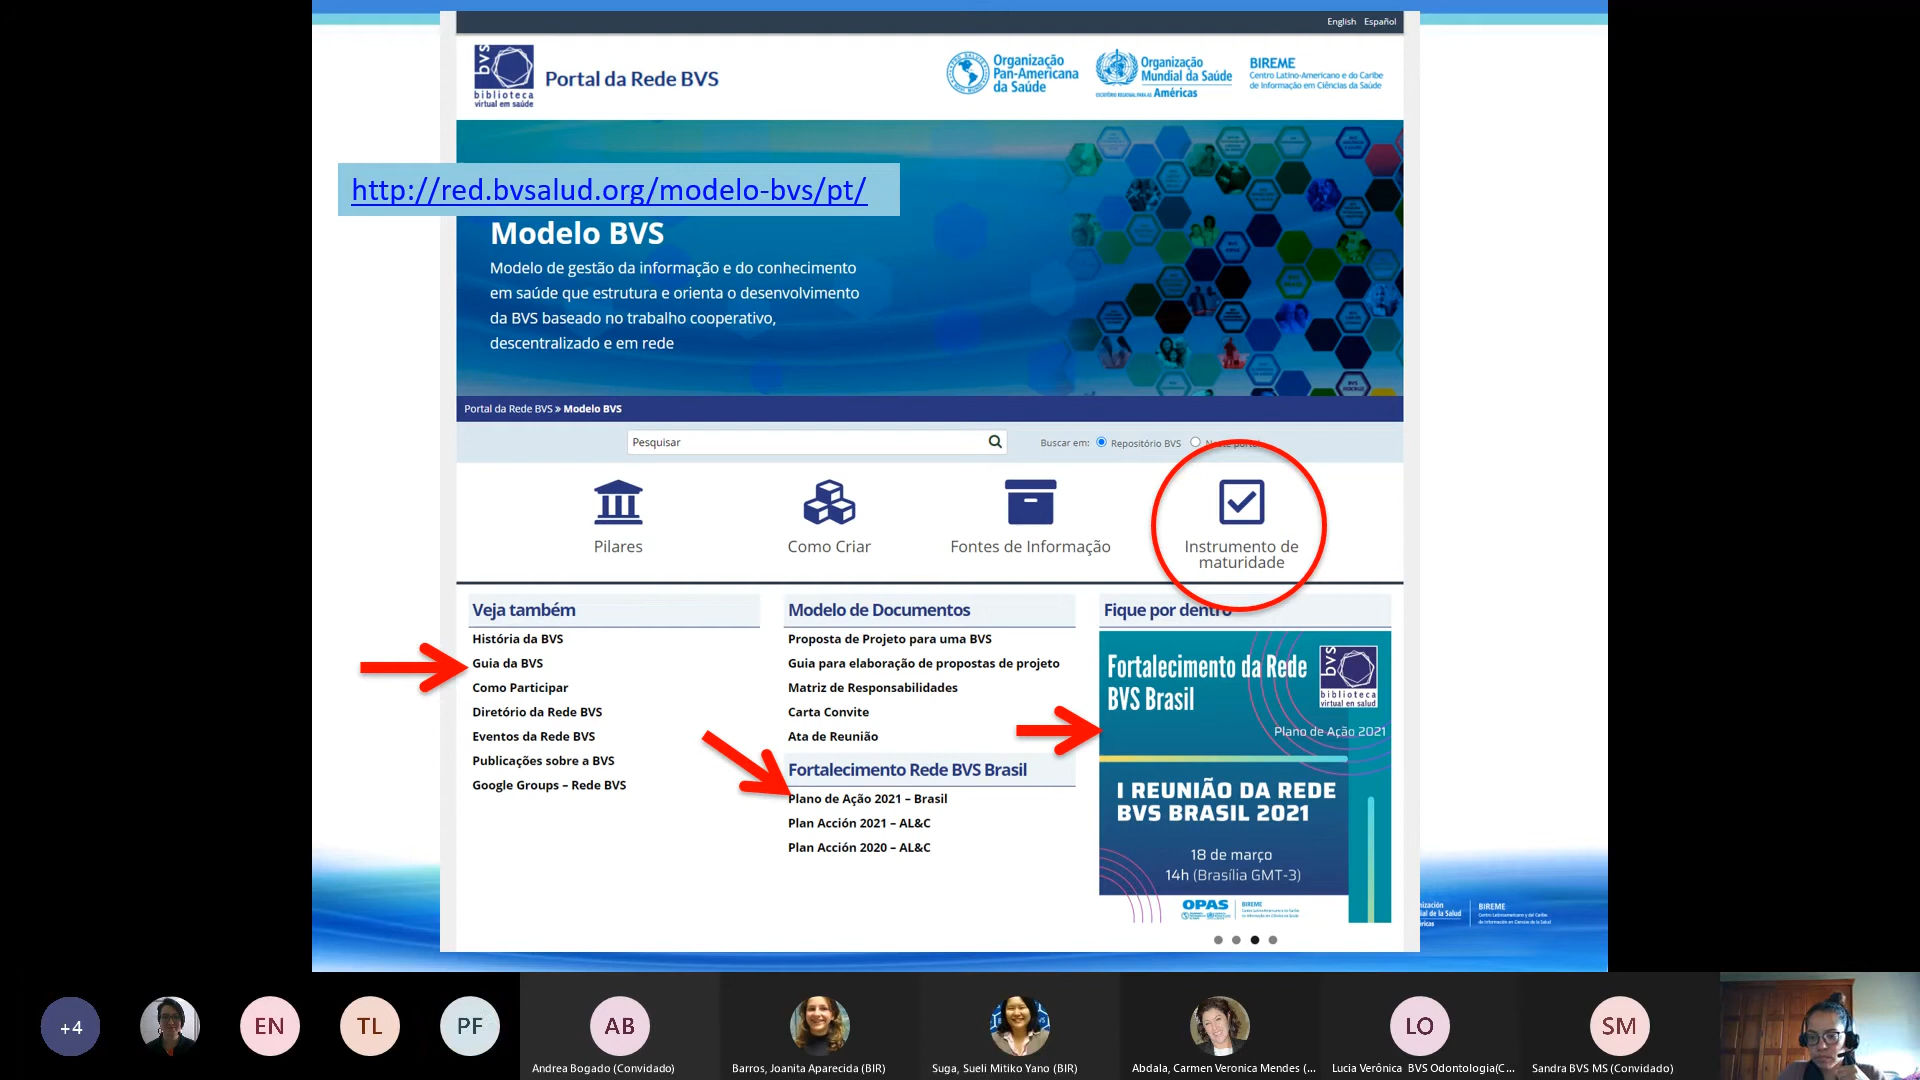 English Español
bvs
biblioteca
virtual em saúde
Portal da Rede BVS
Organização
Pan-Americana
da Saúde
Organização
Mundial da Saúde
ESCRITÓRIO REGIONAL PARA AS Américas
BIREME
Centro Latino-Americano e do Caribe
de Informação em Ciências da Saúde
http://red.bvsalud.org/modelo-bvs/pt/
Modelo BVS
Modelo de gestão da informação e do conhecimento
em saúde que estrutura e orienta o desenvolvimento
da BVS baseado no trabalho cooperativo,
descentralizado e em rede
Portal da Rede BVS » Modelo BVS
Pesquisar
Buscar em: Repositório BVS Neste portal
Pilares
Como Criar
Fontes de Informação
Instrumento de
maturidade
Veja também
História da BVS
Guia da BVS
Como Participar
Diretório da Rede BVS
Eventos da Rede BVS
Publicações sobre a BVS
Google Groups – Rede BVS
Modelo de Documentos
Proposta de Projeto para uma BVS
Guia para elaboração de propostas de projeto
Matriz de Responsabilidades
Carta Convite
Ata de Reunião
Fortalecimento Rede BVS Brasil
Plano de Ação 2021 – Brasil
Plan Acción 2021 – AL&C
Plan Acción 2020 – AL&C
Fique por dentro
Fortalecimento da Rede
BVS Brasil
bvs
biblioteca
virtual en salud
Plano de Ação 2021
I REUNIÃO DA REDE
BVS BRASIL 2021
18 de março
14h (Brasília GMT-3)
OPAS
BIREME
BIREME
+4
EN
TL
PF
AB
Andrea Bogado (Convidado)
Barros, Joanita Aparecida (BIR)
Suga, Sueli Mitiko Yano (BIR)
Abdala, Carmen Veronica Mendes (...
LO
Lucia Verônica BVS Odontologia(C...
SM
Sandra BVS MS (Convidado)